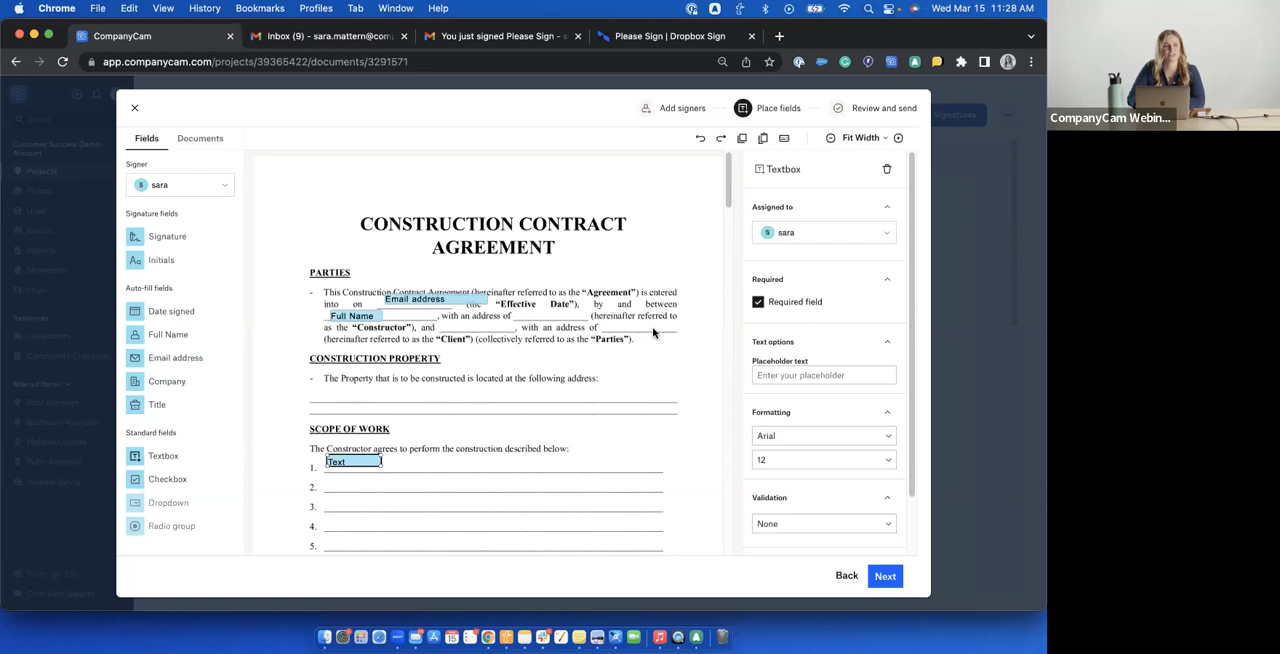 Chrome File Edit View History Bookmarks Profiles Tab Window Help Wed Mar 15 11:28 AM
CompanyCam Inbox (9) - sara.mattern@com You just signed Please Sign - s Please Sign | Dropbox Sign
app.companycam.com/projects/39365422/documents/3291571
Add signers Place fields Review and send
Fields Documents
Fit Width
Signer
S sara
Signature fields
Signature
Initials
Auto-fill fields
Date signed
Full Name
Email address
Company
Title
Standard fields
Textbox
Checkbox
Dropdown
Radio group
CONSTRUCTION CONTRACT
AGREEMENT
PARTIES
- This Construction Contract Agreement (hereinafter referred to as the “Agreement”) is entered
into on Email address (the “Effective Date”), by and between
Full Name, with an address of (hereinafter referred to
as the “Constructor”), and , with an address of
(hereinafter referred to as the “Client”) (collectively referred to as the “Parties”).
CONSTRUCTION PROPERTY
- The Property that is to be constructed is located at the following address:
SCOPE OF WORK
The Constructor agrees to perform the construction described below:
1. Text
2.
3.
4.
5.
Textbox
Assigned to
S sara
Required
Required field
Text options
Placeholder text
Enter your placeholder
Formatting
Arial
12
Validation
None
Back Next
Customer Success Demo
Account
Projects
Photos
Resources
Signatures
CompanyCam Webin...